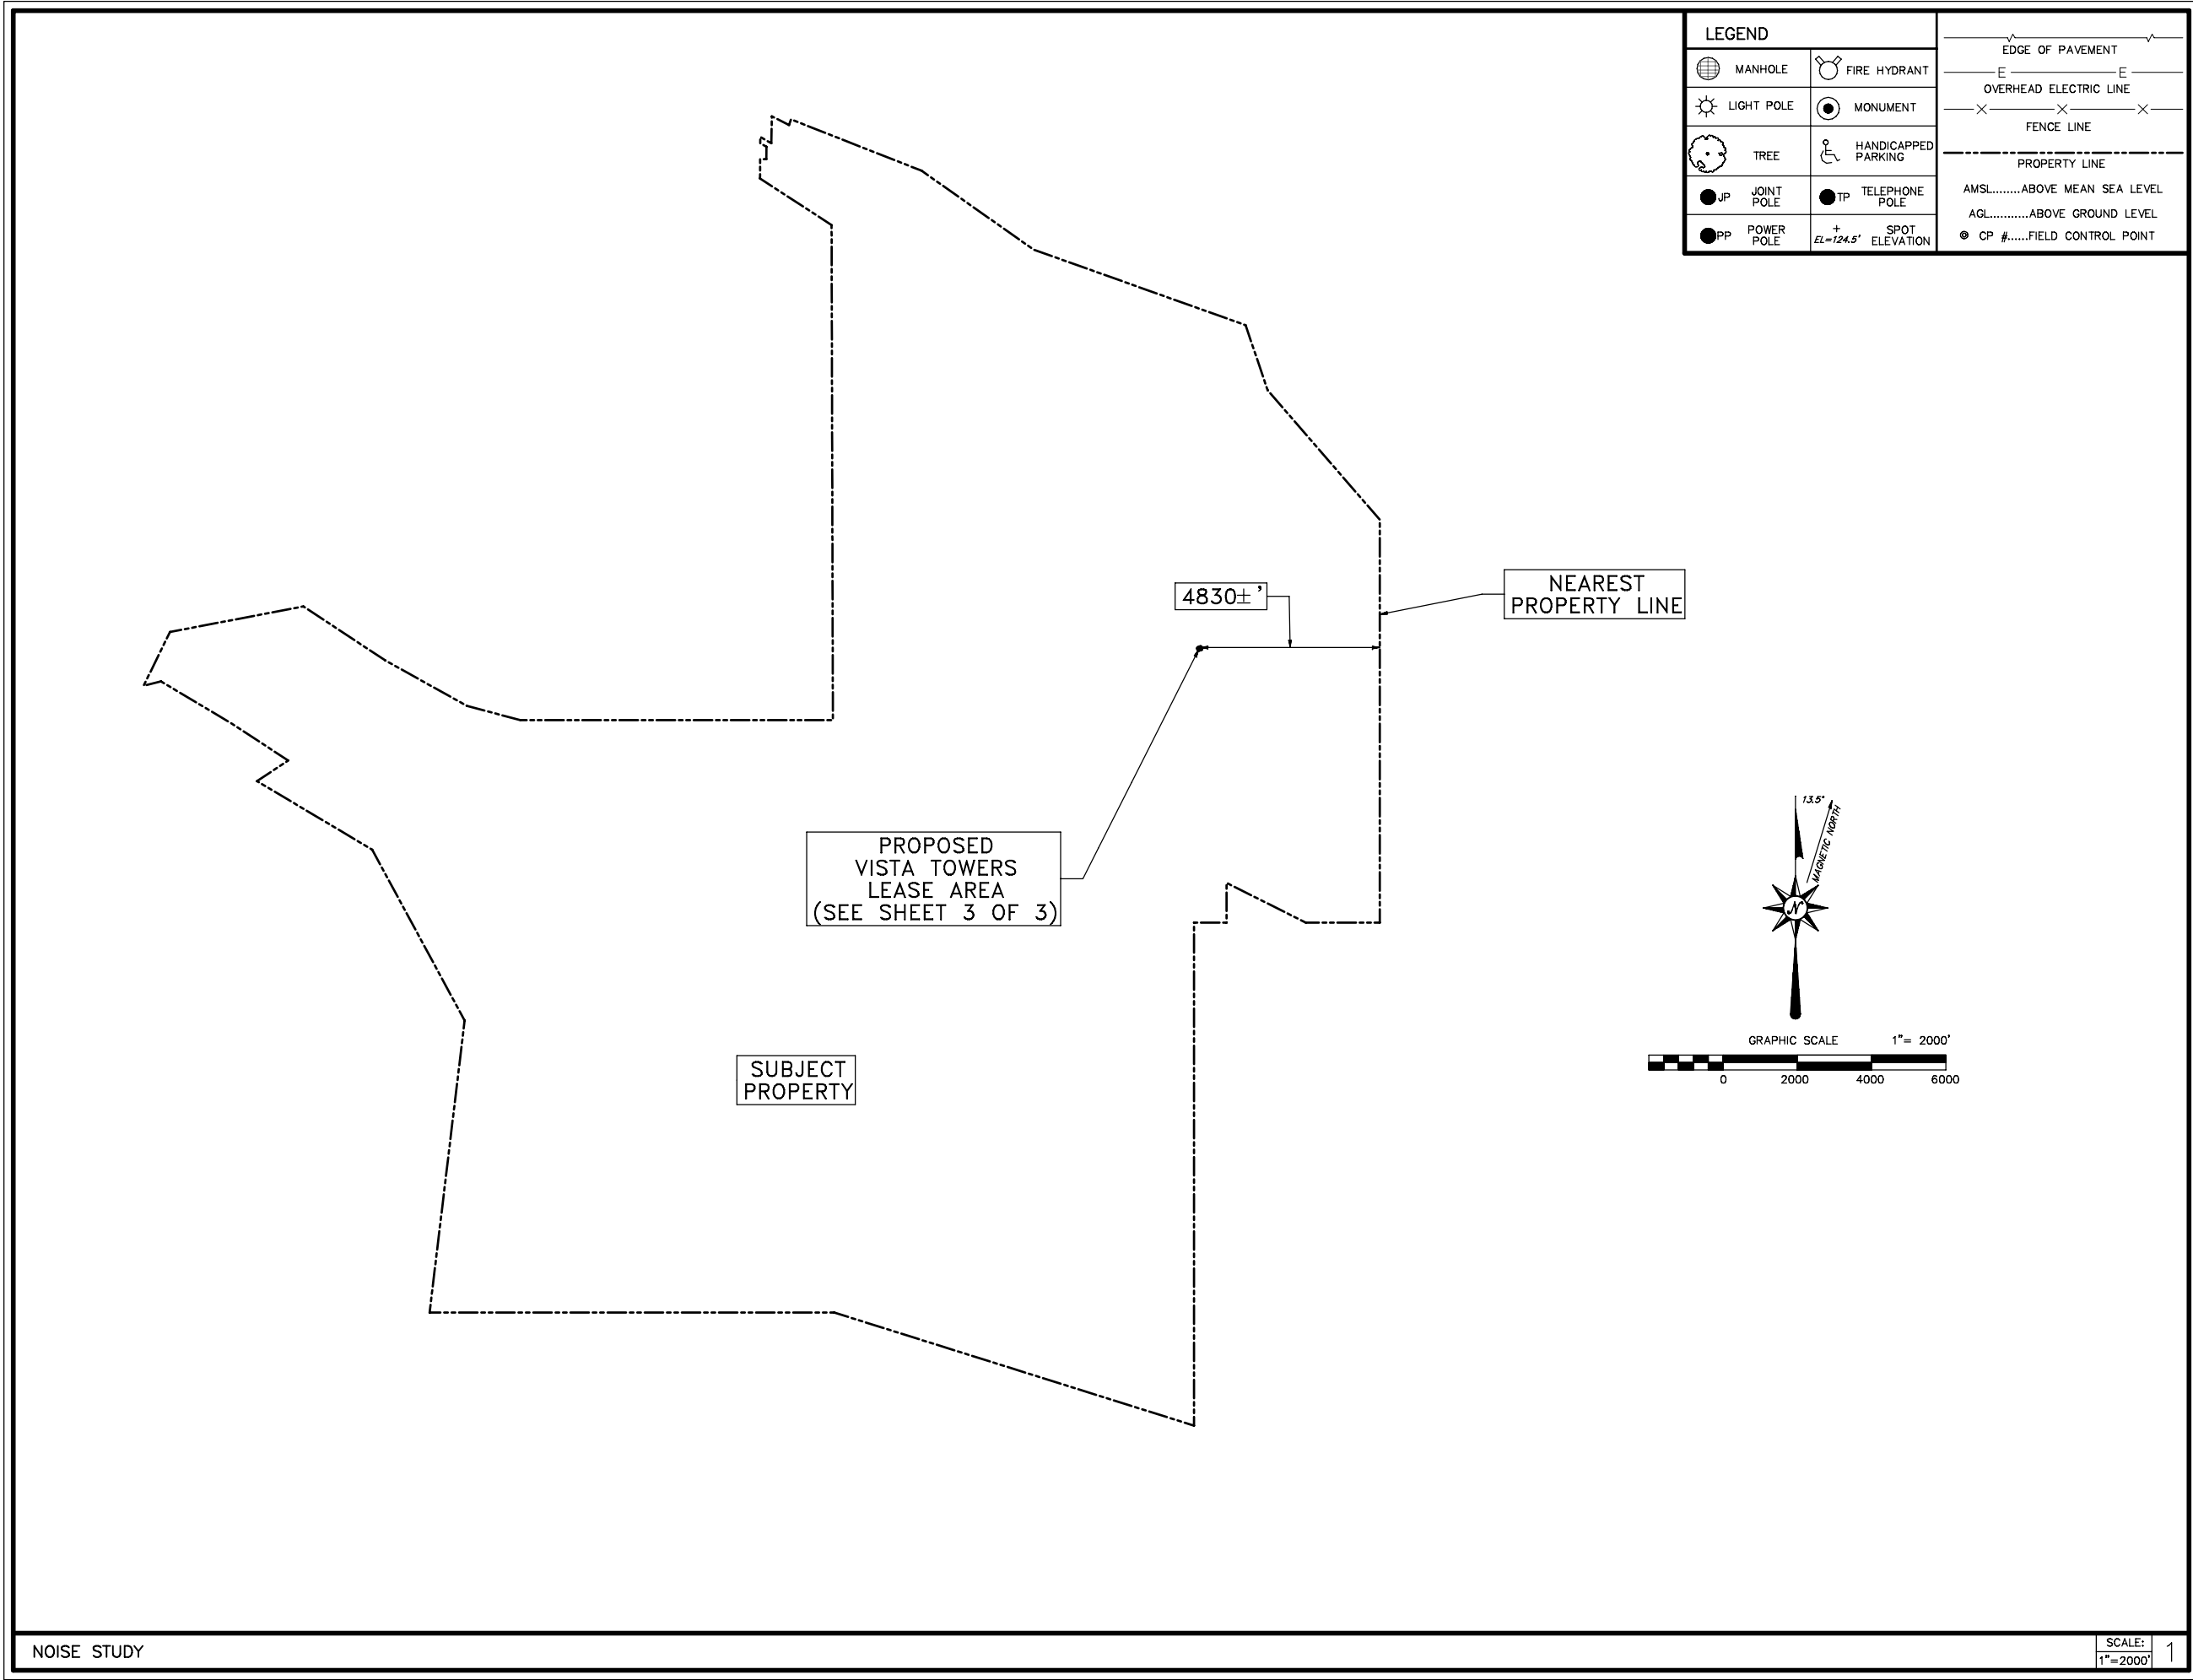 LEGEND
MANHOLE
FIRE HYDRANT
LIGHT POLE
MONUMENT
TREE
HANDICAPPED
PARKING
JP
JOINT
POLE
TP
TELEPHONE
POLE
PP
POWER
POLE
+
EL=124.5'
SPOT
ELEVATION
EDGE OF PAVEMENT
E E
OVERHEAD ELECTRIC LINE
FENCE LINE
PROPERTY LINE
AMSL........ABOVE MEAN SEA LEVEL
AGL...........ABOVE GROUND LEVEL
CP #......FIELD CONTROL POINT
4830±'
NEAREST
PROPERTY LINE
PROPOSED
VISTA TOWERS
LEASE AREA
(SEE SHEET 3 OF 3)
SUBJECT
PROPERTY
13.5°
MAGNETIC NORTH
N
GRAPHIC SCALE 1"= 2000'
0 2000 4000 6000
NOISE STUDY
SCALE:
1"=2000'
1